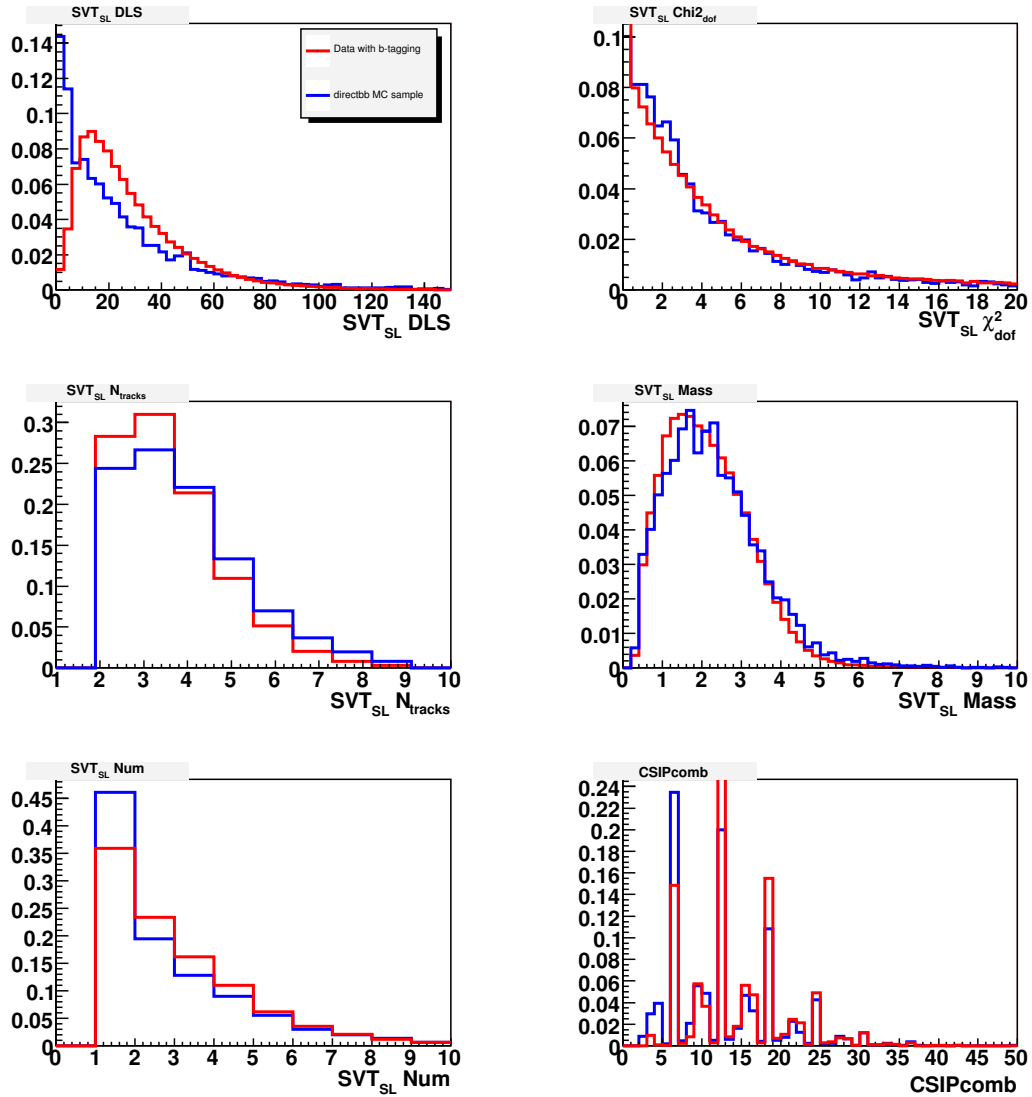 SVT_SL DLS
0.14
0.12
0.1
0.08
0.06
0.04
0.02
0
Data with b-tagging
directbb MC sample
0 20 40 60 80 100 120 140
SVT_SL DLS
SVT_SL Chi2_dof
0.1
0.08
0.06
0.04
0.02
0
0 2 4 6 8 10 12 14 16 18 20
SVT_SL χ²_dof
SVT_SL N_tracks
0.3
0.25
0.2
0.15
0.1
0.05
0
1 2 3 4 5 6 7 8 9 10
SVT_SL N_tracks
SVT_SL Mass
0.07
0.06
0.05
0.04
0.03
0.02
0.01
0
0 1 2 3 4 5 6 7 8 9 10
SVT_SL Mass
SVT_SL Num
0.45
0.4
0.35
0.3
0.25
0.2
0.15
0.1
0.05
0
0 1 2 3 4 5 6 7 8 9 10
SVT_SL Num
CSIPcomb
0.24
0.22
0.2
0.18
0.16
0.14
0.12
0.1
0.08
0.06
0.04
0.02
0
0 5 10 15 20 25 30 35 40 45 50
CSIPcomb